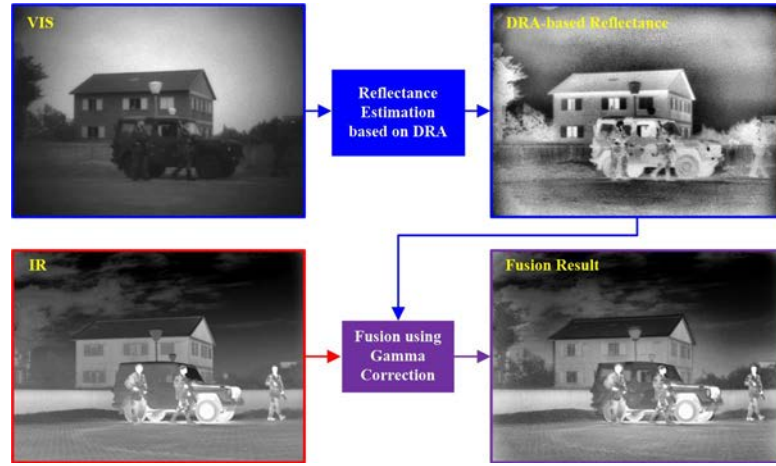 VIS
Reflectance
Estimation
based on DRA
DRA-based Reflectance
IR
Fusion using
Gamma
Correction
Fusion Result